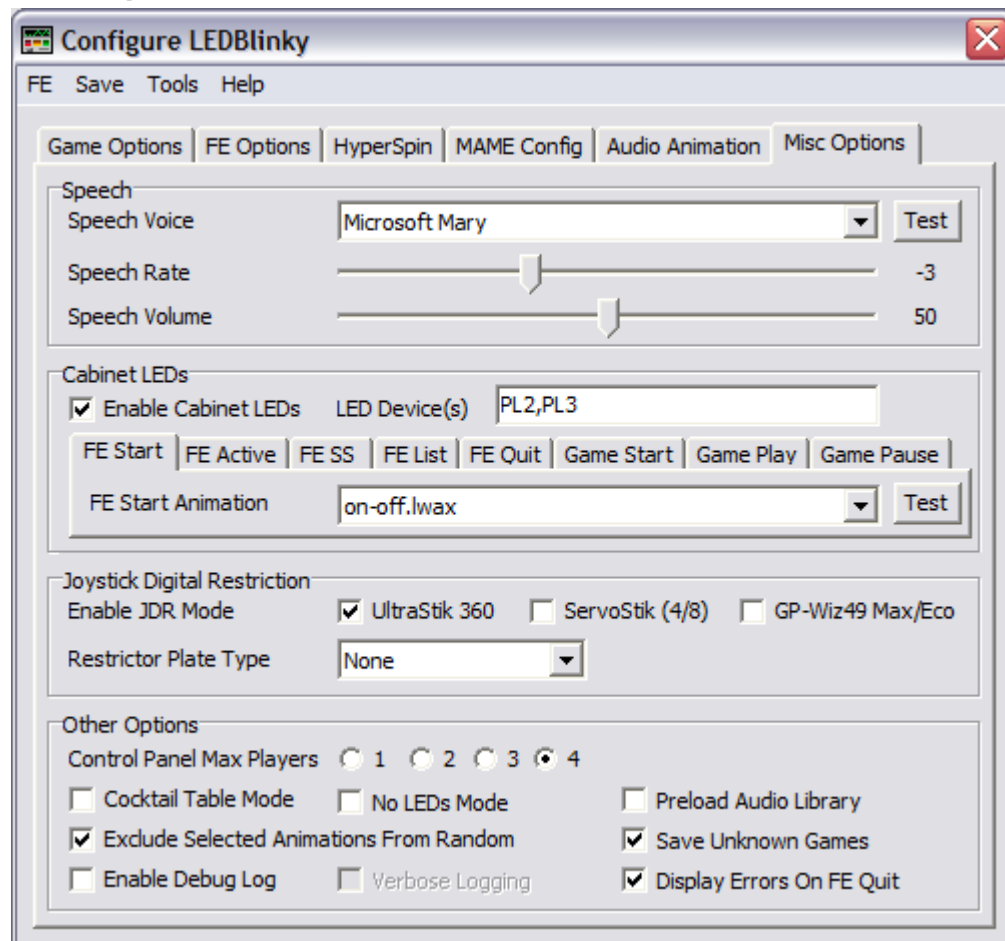 Configure LEDBlinky
FE Save Tools Help
Game Options FE Options HyperSpin MAME Config Audio Animation Misc Options
Speech
Speech Voice Microsoft Mary Test
Speech Rate -3
Speech Volume 50
Cabinet LEDs
Enable Cabinet LEDs LED Device(s) PL2,PL3
FE Start FE Active FE SS FE List FE Quit Game Start Game Play Game Pause
FE Start Animation on-off.lwax Test
Joystick Digital Restriction
Enable JDR Mode UltraStik 360 ServoStik (4/8) GP-Wiz49 Max/Eco
Restrictor Plate Type None
Other Options
Control Panel Max Players 1 2 3 4
Cocktail Table Mode No LEDs Mode Preload Audio Library
Exclude Selected Animations From Random Save Unknown Games
Enable Debug Log Verbose Logging Display Errors On FE Quit